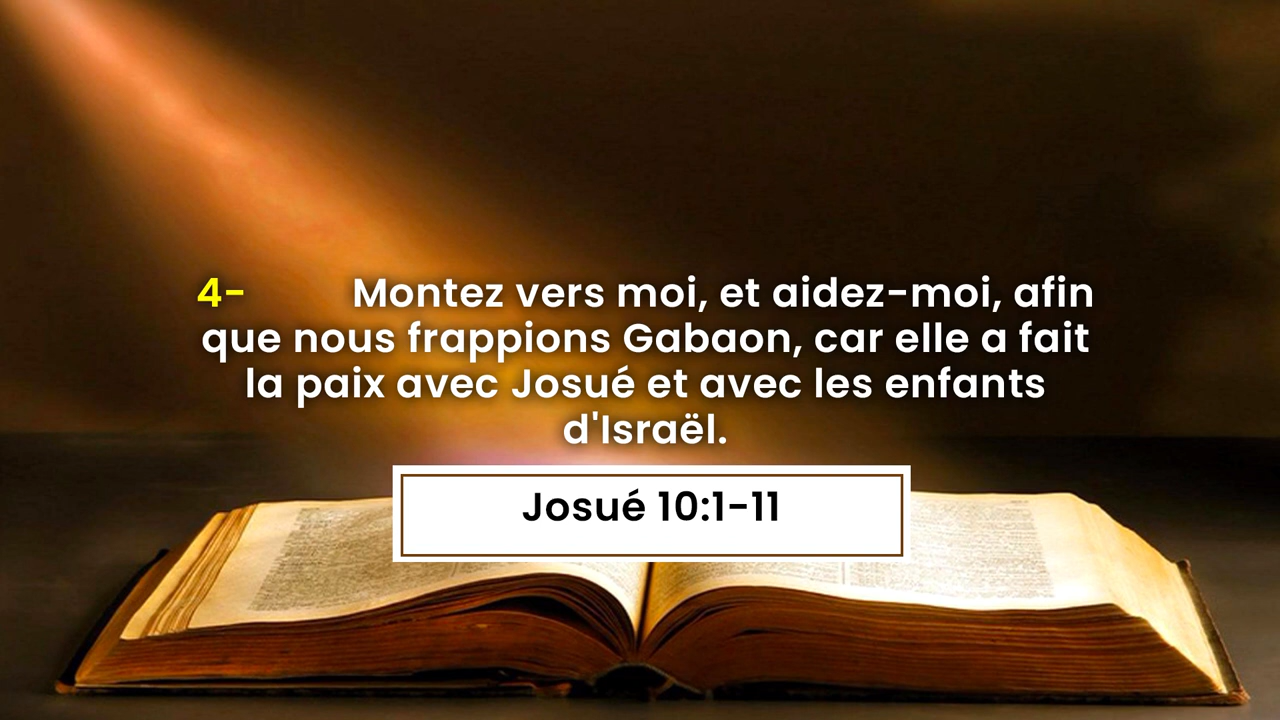 4- Montez vers moi, et aidez-moi, afin
que nous frappions Gabaon, car elle a fait
la paix avec Josué et avec les enfants
d'Israël.
Josué 10:1-11